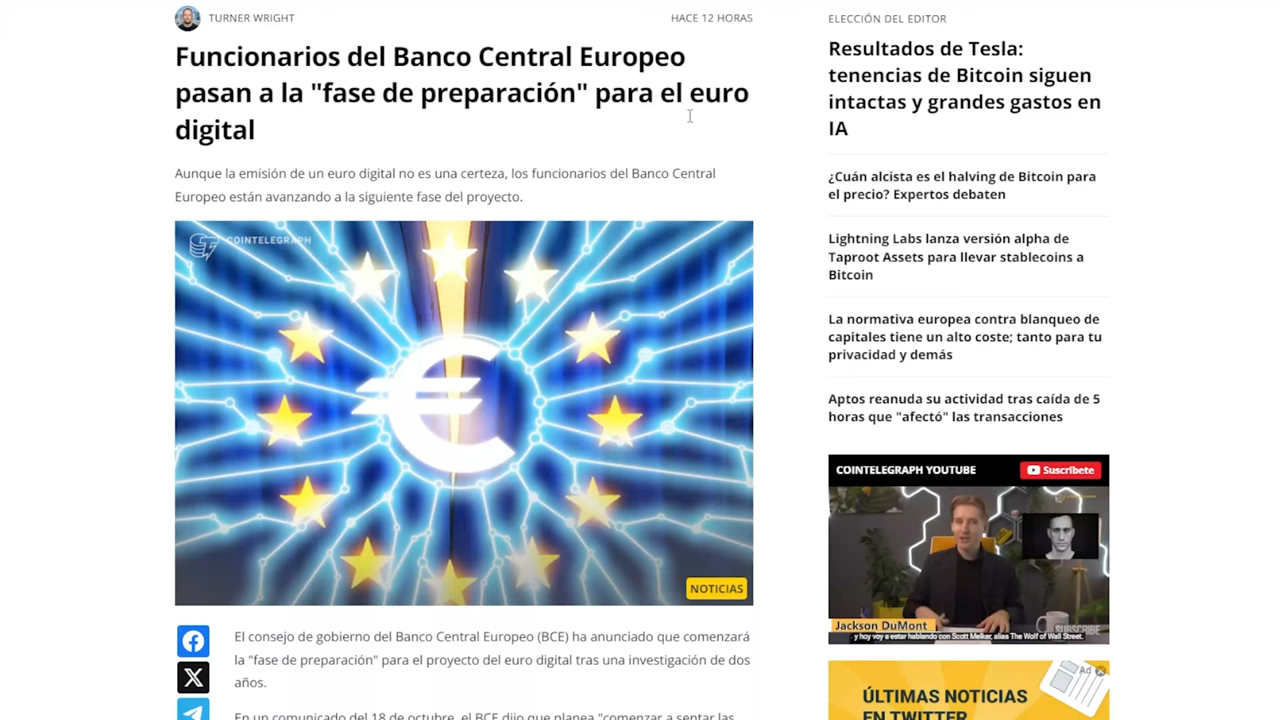 TURNER WRIGHT
HACE 12 HORAS
Funcionarios del Banco Central Europeo
pasan a la "fase de preparación" para el euro
digital
Aunque la emisión de un euro digital no es una certeza, los funcionarios del Banco Central
Europeo están avanzando a la siguiente fase del proyecto.
COINTELEGRAPH
NOTICIAS
El consejo de gobierno del Banco Central Europeo (BCE) ha anunciado que comenzará
la "fase de preparación" para el proyecto del euro digital tras una investigación de dos
años.
En un comunicado del 18 de octubre, el BCE dijo que planea "comenzar a sentar las
ELECCIÓN DEL EDITOR
Resultados de Tesla:
tenencias de Bitcoin siguen
intactas y grandes gastos en
IA
¿Cuán alcista es el halving de Bitcoin para
el precio? Expertos debaten
Lightning Labs lanza versión alpha de
Taproot Assets para llevar stablecoins a
Bitcoin
La normativa europea contra blanqueo de
capitales tiene un alto coste; tanto para tu
privacidad y demás
Aptos reanuda su actividad tras caída de 5
horas que "afectó" las transacciones
COINTELEGRAPH YOUTUBE
Suscríbete
Jackson DuMont
SUBSCRIBE
y hoy voy a estar hablando con Scott Melker, alias The Wolf of Wall Street.
Ad
ÚLTIMAS NOTICIAS
EN TWITTER